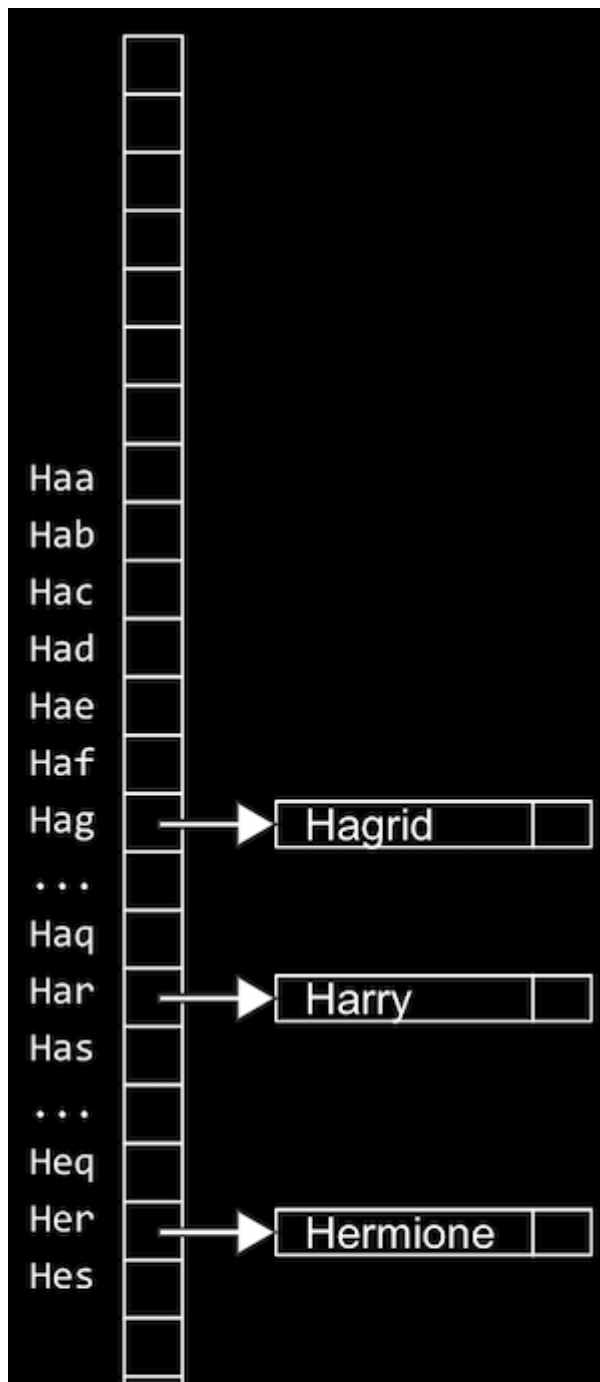 Haa
Hab
Hac
Had
Hae
Haf
Hag Hagrid
...
Haq
Har Harry
Has
...
Heq
Her Hermione
Hes